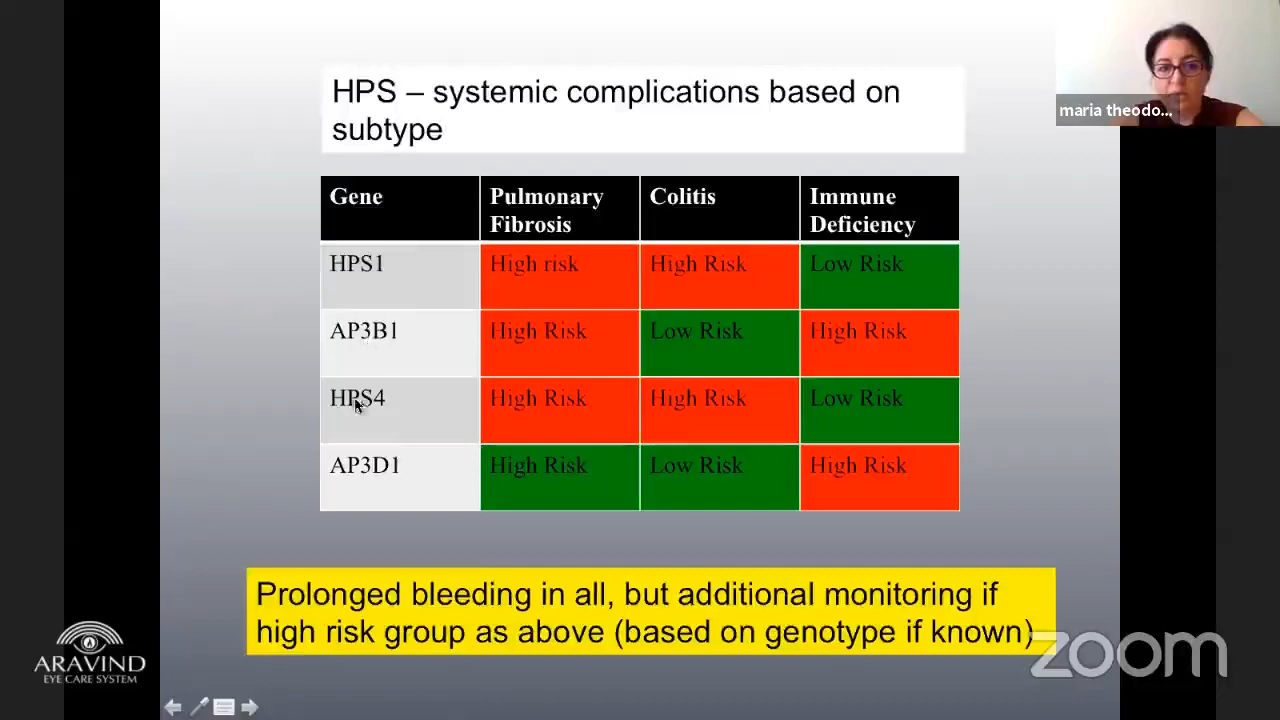 HPS – systemic complications based on
subtype
maria theodo...
Gene
Pulmonary
Fibrosis
Colitis
Immune
Deficiency
HPS1
High risk
High Risk
Low Risk
AP3B1
High Risk
Low Risk
High Risk
HPS4
High Risk
High Risk
Low Risk
AP3D1
High Risk
Low Risk
High Risk
Prolonged bleeding in all, but additional monitoring if
high risk group as above (based on genotype if known)
ARAVIND
EYE CARE SYSTEM
zoom